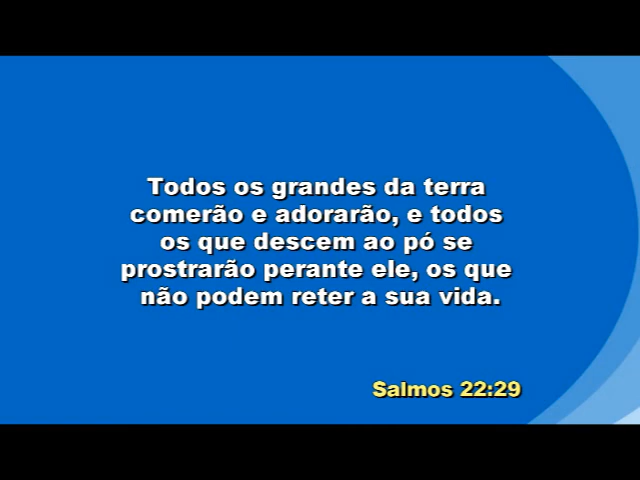 Todos os grandes da terra
comerão e adorarão, e todos
os que descem ao pó se
prostrarão perante ele, os que
não podem reter a sua vida.
Salmos 22:29